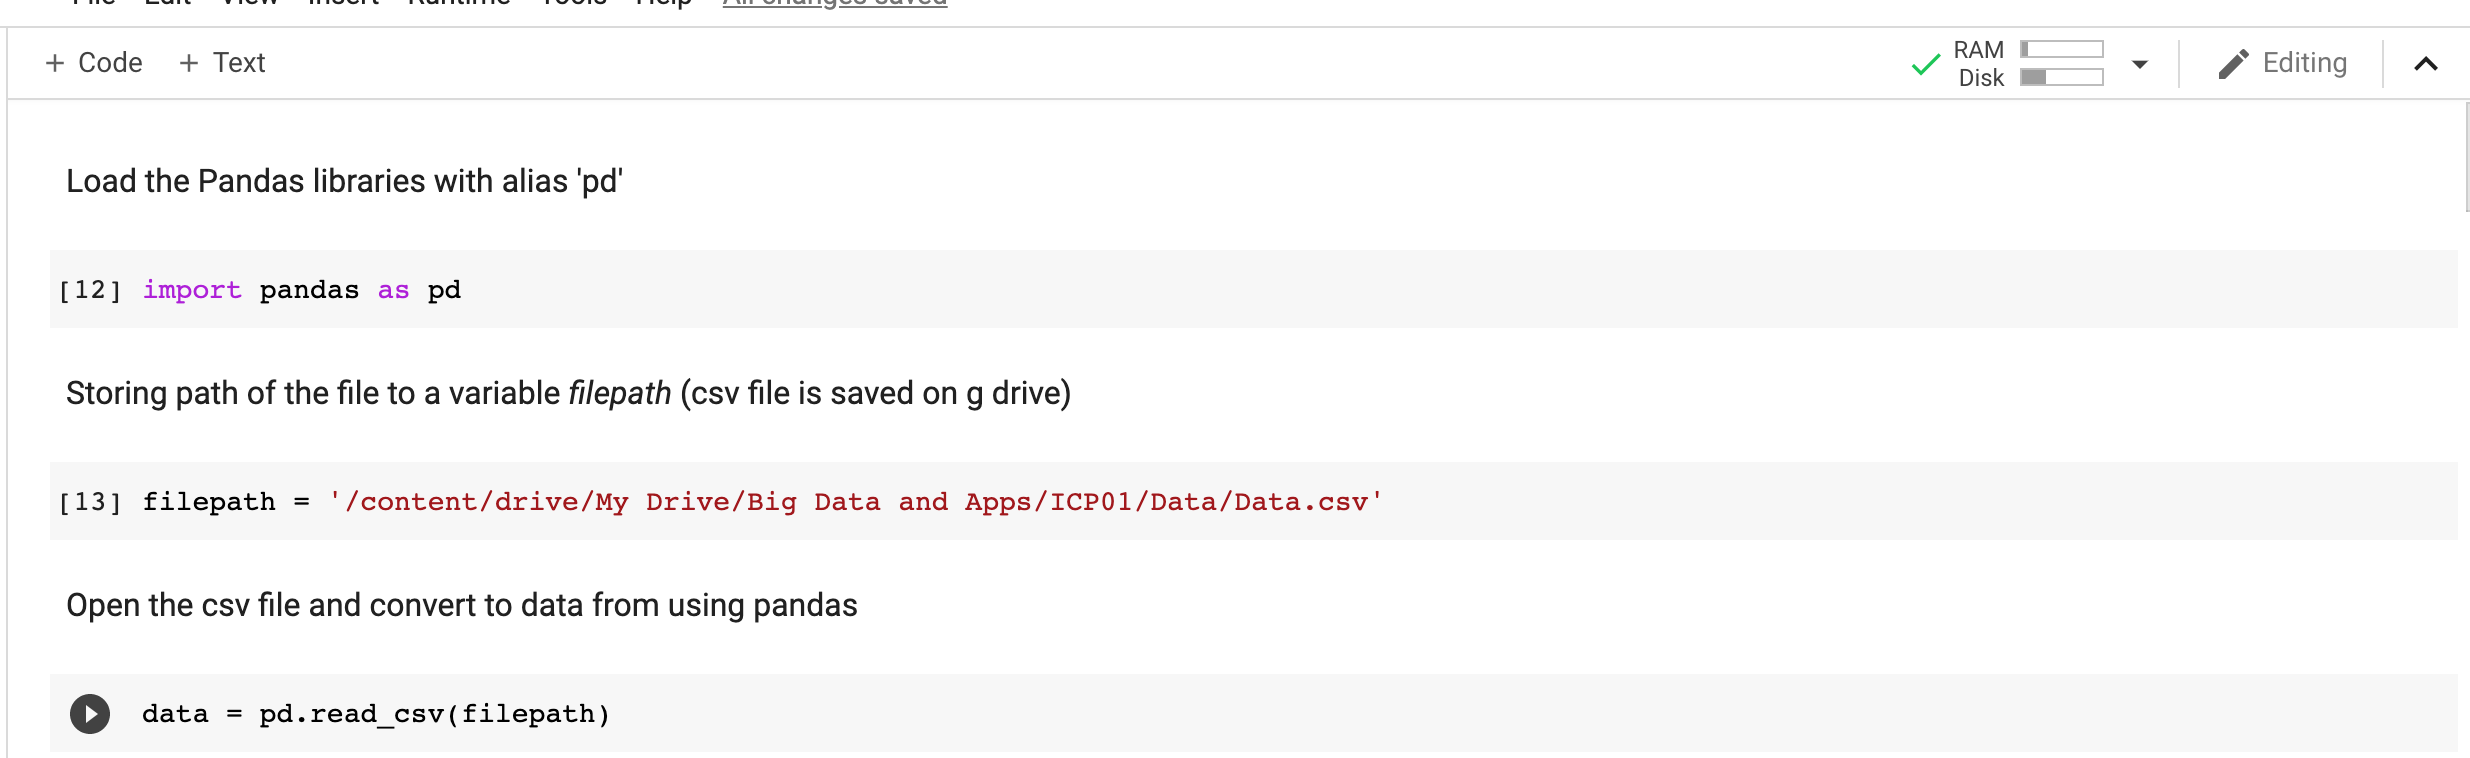 File Edit View Insert Runtime Tools Help All changes saved
+ Code + Text
RAM
Disk
Editing
Load the Pandas libraries with alias 'pd'
[12] import pandas as pd
Storing path of the file to a variable filepath (csv file is saved on g drive)
[13] filepath = '/content/drive/My Drive/Big Data and Apps/ICP01/Data/Data.csv'
Open the csv file and convert to data from using pandas
data = pd.read_csv(filepath)